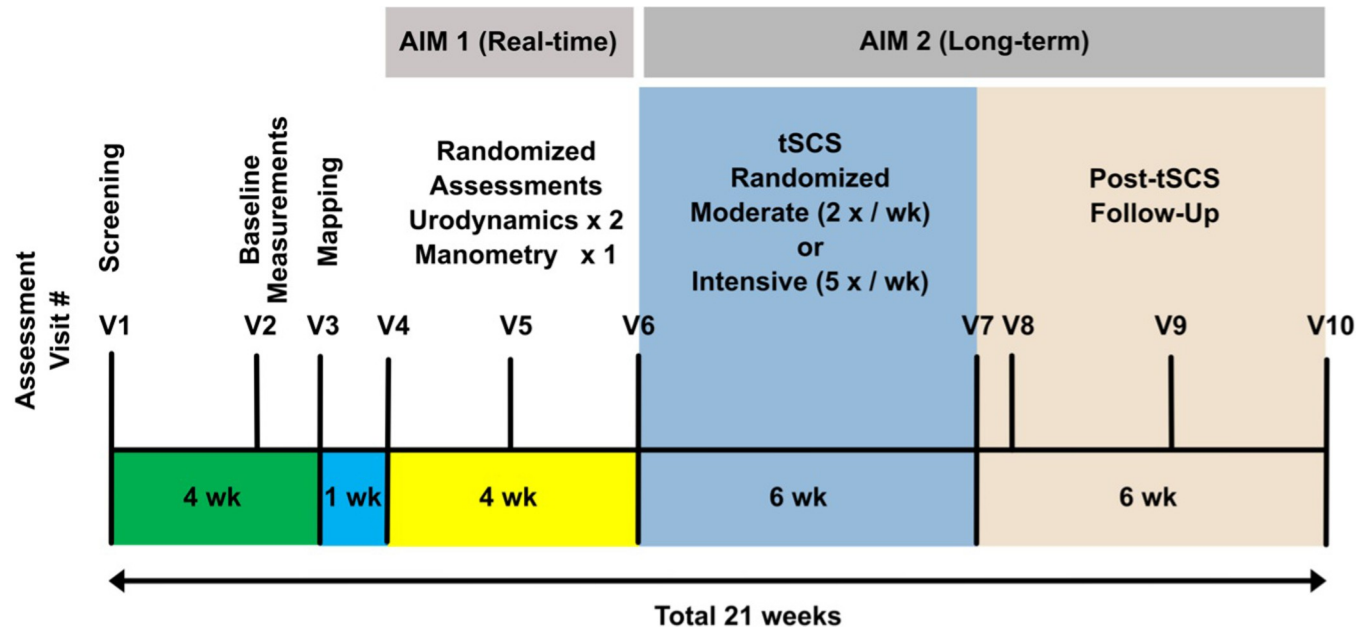 AIM 1 (Real-time)
AIM 2 (Long-term)
Screening
Baseline
Measurements
Mapping
Randomized
Assessments
Urodynamics x 2
Manometry x 1
tSCS
Randomized
Moderate (2 x / wk)
or
Intensive (5 x / wk)
Post-tSCS
Follow-Up
Assessment
Visit #
V1 V2 V3 V4 V5 V6 V7 V8 V9 V10
4 wk 1 wk 4 wk 6 wk 6 wk
Total 21 weeks